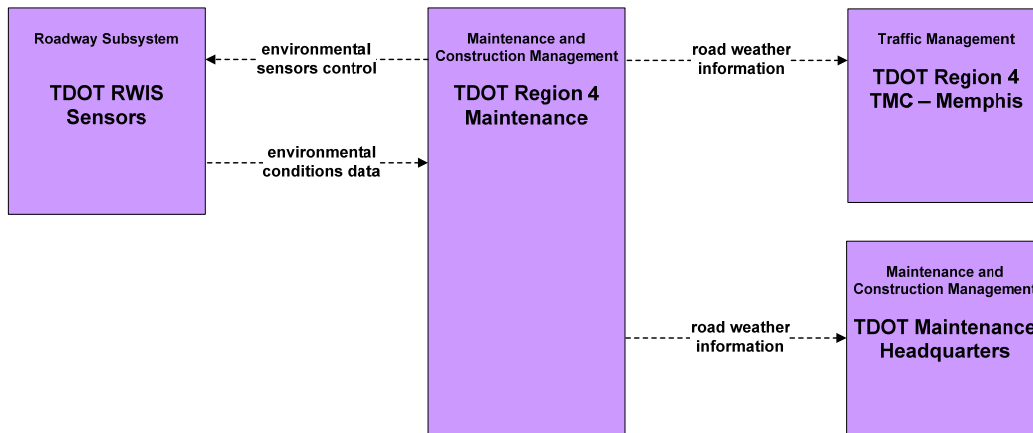 Roadway Subsystem
TDOT RWIS
Sensors
environmental
sensors control
environmental
conditions data
Maintenance and
Construction Management
TDOT Region 4
Maintenance
road weather
information
Traffic Management
TDOT Region 4
TMC – Memphis
road weather
information
Maintenance and
Construction Management
TDOT Maintenance
Headquarters